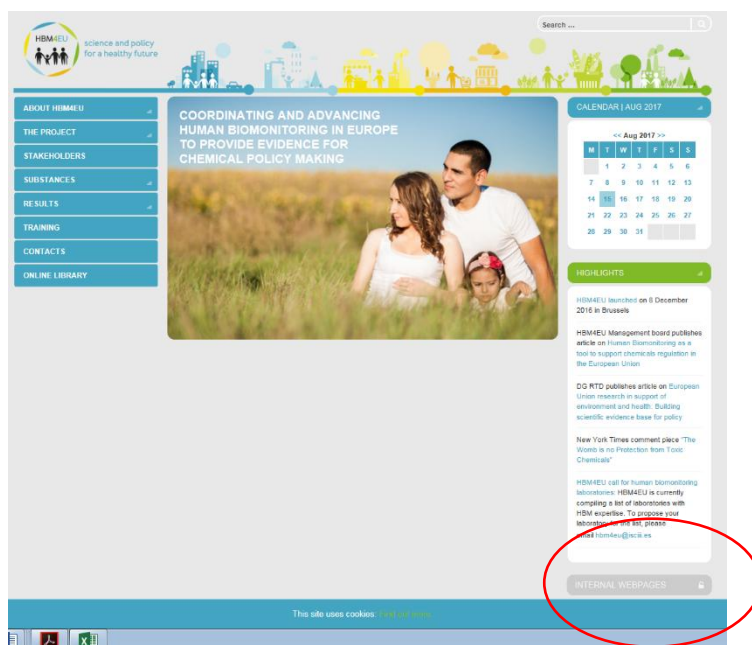 Search ...
HBM4EU
science and policy
for a healthy future
ABOUT HBM4EU
THE PROJECT
STAKEHOLDERS
SUBSTANCES
RESULTS
TRAINING
CONTACTS
ONLINE LIBRARY
COORDINATING AND ADVANCING
HUMAN BIOMONITORING IN EUROPE
TO PROVIDE EVIDENCE FOR
CHEMICAL POLICY MAKING
CALENDAR | AUG 2017
<< Aug 2017 >>
M T W T F S S
1 2 3 4 5 6
7 8 9 10 11 12 13
14 15 16 17 18 19 20
21 22 23 24 25 26 27
28 29 30 31
HIGHLIGHTS
HBM4EU launched on 8 December
2016 in Brussels
HBM4EU Management board publishes
article on Human Biomonitoring as a
tool to support chemicals regulation in
the European Union
DG RTD publishes article on European
Union research in support of
environment and health: Building
scientific evidence base for policy
New York Times comment piece "The
Womb is no Protection from Toxic
Chemicals"
HBM4EU call for human biomonitoring
laboratories: HBM4EU is currently
compiling a list of laboratories with
HBM expertise. To propose your
laboratory for the list, please
email hbm4eu@isciii.es
INTERNAL WEBPAGES
This site uses cookies: Find out more.